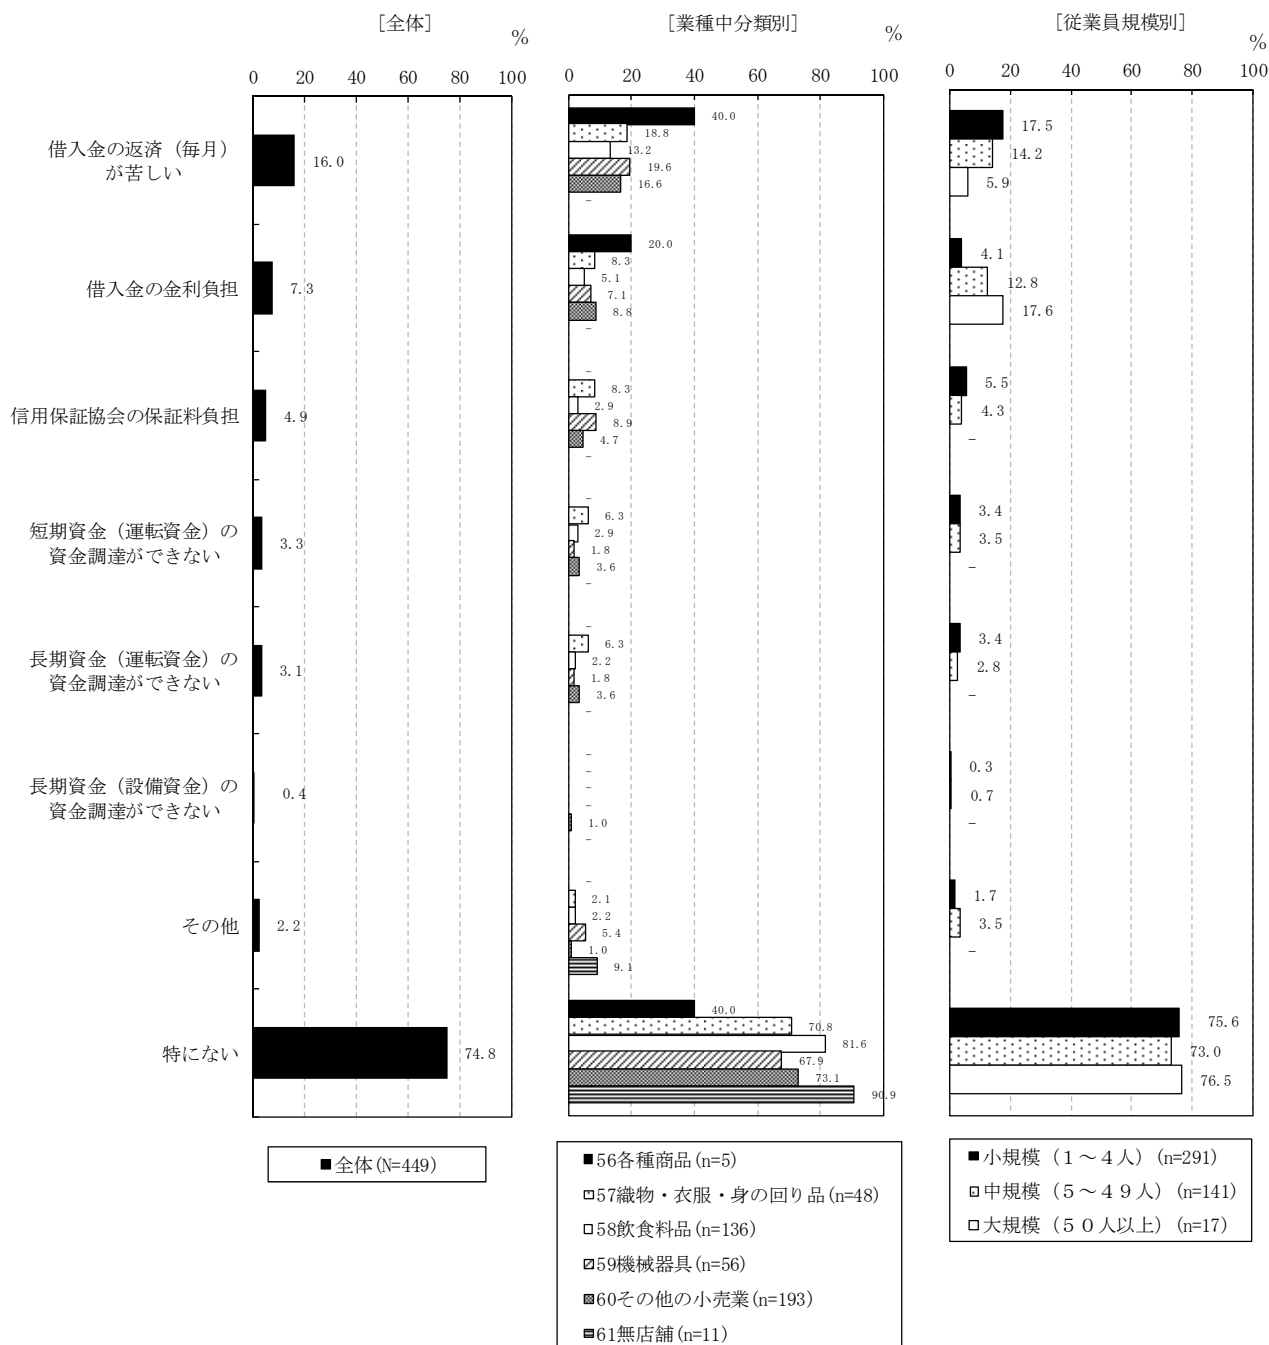 ［全体］
［業種中分類別］
［従業員規模別］
%
%
%
0 20 40 60 80 100
0 20 40 60 80 100
0 20 40 60 80 100
借入金の返済（毎月）
が苦しい
16.0
40.0
18.8
13.2
19.6
16.6
–
17.5
14.2
5.9
借入金の金利負担
7.3
20.0
8.3
5.1
7.1
8.8
–
4.1
12.8
17.6
信用保証協会の保証料負担
4.9
–
8.3
2.9
8.9
4.7
–
5.5
4.3
–
短期資金（運転資金）の
資金調達ができない
3.3
–
6.3
2.9
1.8
3.6
–
3.4
3.5
–
長期資金（運転資金）の
資金調達ができない
3.1
–
6.3
2.2
1.8
3.6
–
3.4
2.8
–
長期資金（設備資金）の
資金調達ができない
0.4
–
–
–
–
1.0
–
0.3
0.7
–
その他
2.2
–
2.1
2.2
5.4
1.0
9.1
1.7
3.5
–
特にない
74.8
40.0
70.8
81.6
67.9
73.1
90.9
75.6
73.0
76.5
全体(N=449)
56各種商品(n=5)
57織物・衣服・身の回り品(n=48)
58飲食料品(n=136)
59機械器具(n=56)
60その他の小売業(n=193)
61無店舗(n=11)
小規模（１～４人）(n=291)
中規模（５～４９人）(n=141)
大規模（５０人以上）(n=17)